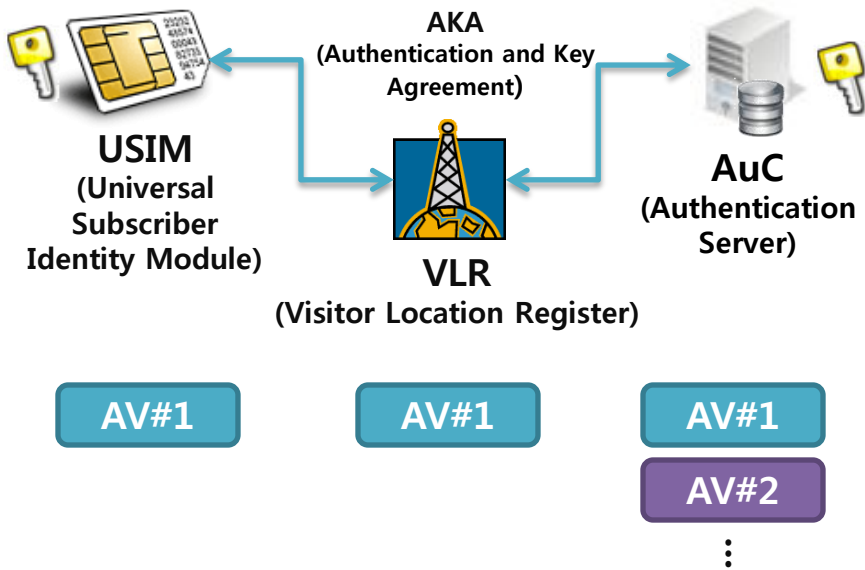 AKA
(Authentication and Key
Agreement)
USIM
(Universal
Subscriber
Identity Module)
VLR
(Visitor Location Register)
AuC
(Authentication
Server)
AV#1
AV#1
AV#1
AV#2
⋮